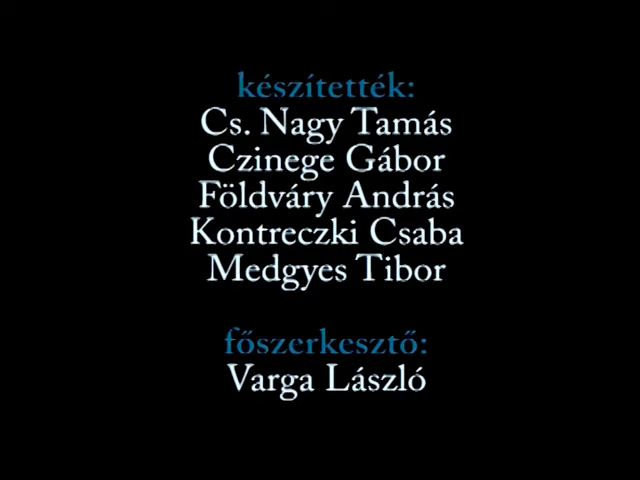 készítették:
Cs. Nagy Tamás
Czinege Gábor
Földváry András
Kontreczki Csaba
Medgyes Tibor
főszerkesztő:
Varga László